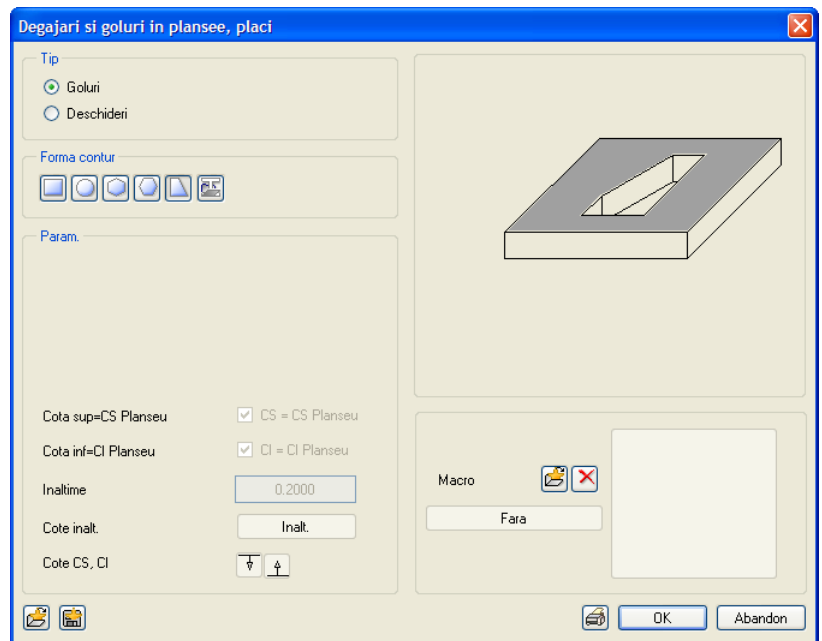 Degajari si goluri in plansee, placi
Tip
Goluri
Deschideri
Forma contur
Param.
Cota sup=CS Planseu
CS = CS Planseu
Cota inf=CI Planseu
CI = CI Planseu
Inaltime
0.2000
Cote inalt.
Inalt.
Cote CS, CI
Macro
Fara
OK
Abandon